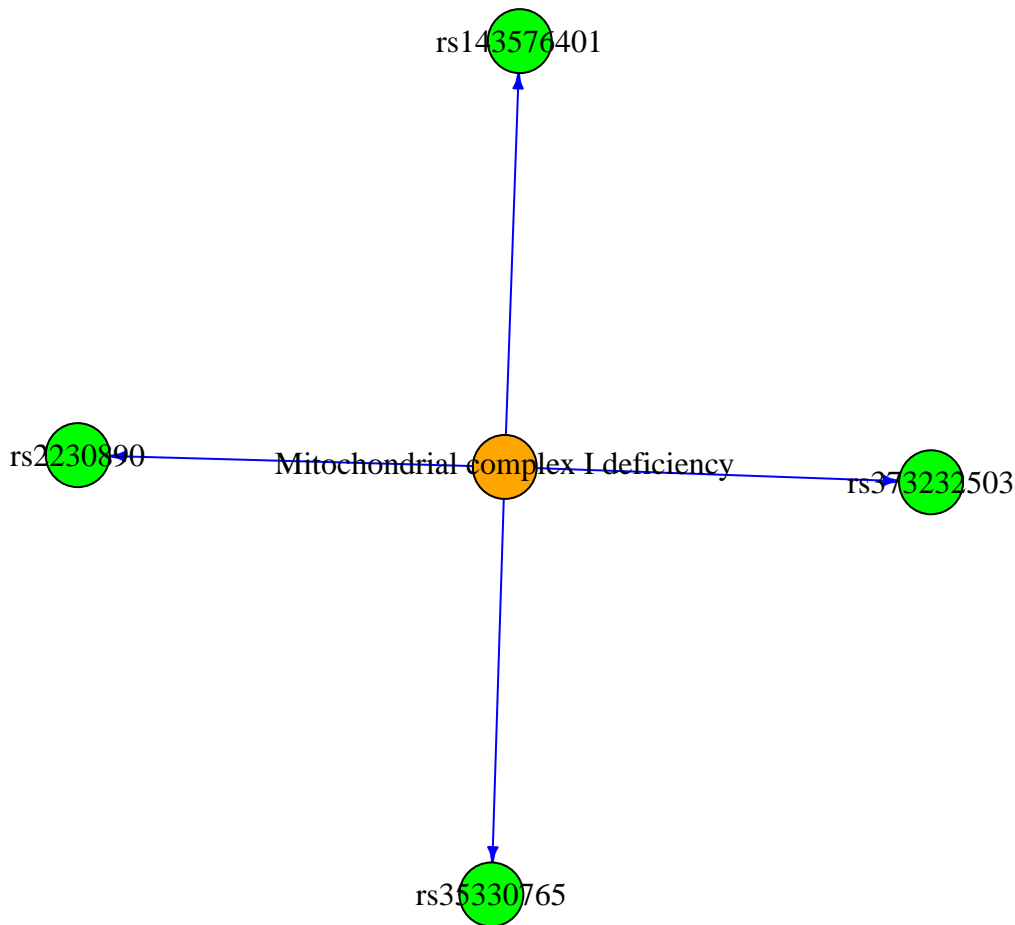 rs143576401
rs2230890
Mitochondrial complex I deficiency
rs373232503
rs35330765